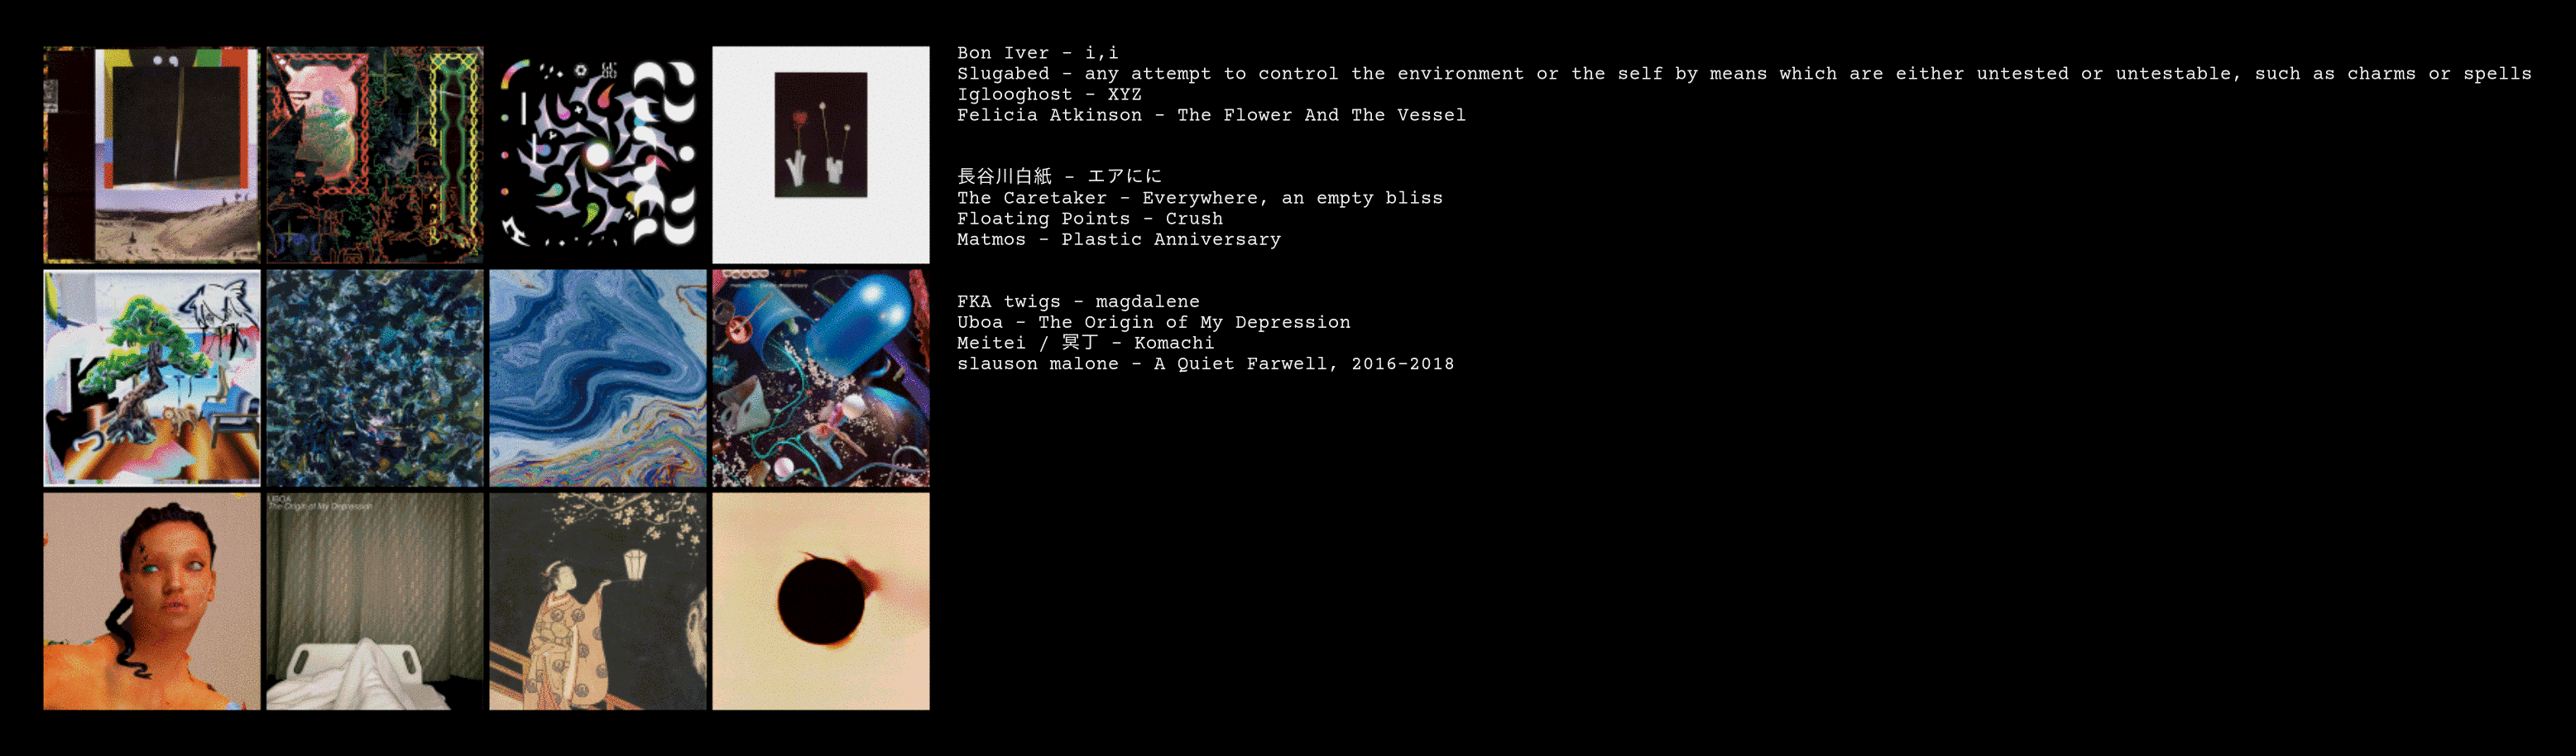 Bon Iver - i,i
Slugabed - any attempt to control the environment or the self by means which are either untested or untestable, such as charms or spells
Iglooghost - XYZ
Felicia Atkinson - The Flower And The Vessel
長谷川白紙 - エアにに
The Caretaker - Everywhere, an empty bliss
Floating Points - Crush
Matmos - Plastic Anniversary
FKA twigs - magdalene
Uboa - The Origin of My Depression
Meitei / 冥丁 - Komachi
slauson malone - A Quiet Farwell, 2016-2018
matmos plastic anniversary
UBOA
The Origin of My Depression